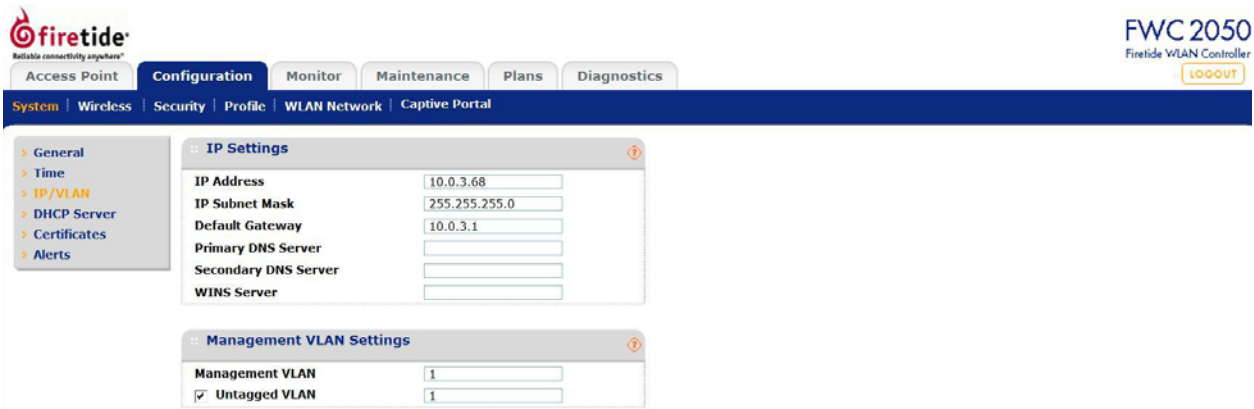 firetide
Reliable connectivity anywhere
FWC 2050
Firetide WLAN Controller
LOGOUT
Access Point Configuration Monitor Maintenance Plans Diagnostics
System | Wireless | Security | Profile | WLAN Network | Captive Portal
General
Time
IP/VLAN
DHCP Server
Certificates
Alerts
IP Settings ?
IP Address 10.0.3.68
IP Subnet Mask 255.255.255.0
Default Gateway 10.0.3.1
Primary DNS Server
Secondary DNS Server
WINS Server
Management VLAN Settings ?
Management VLAN 1
Untagged VLAN 1